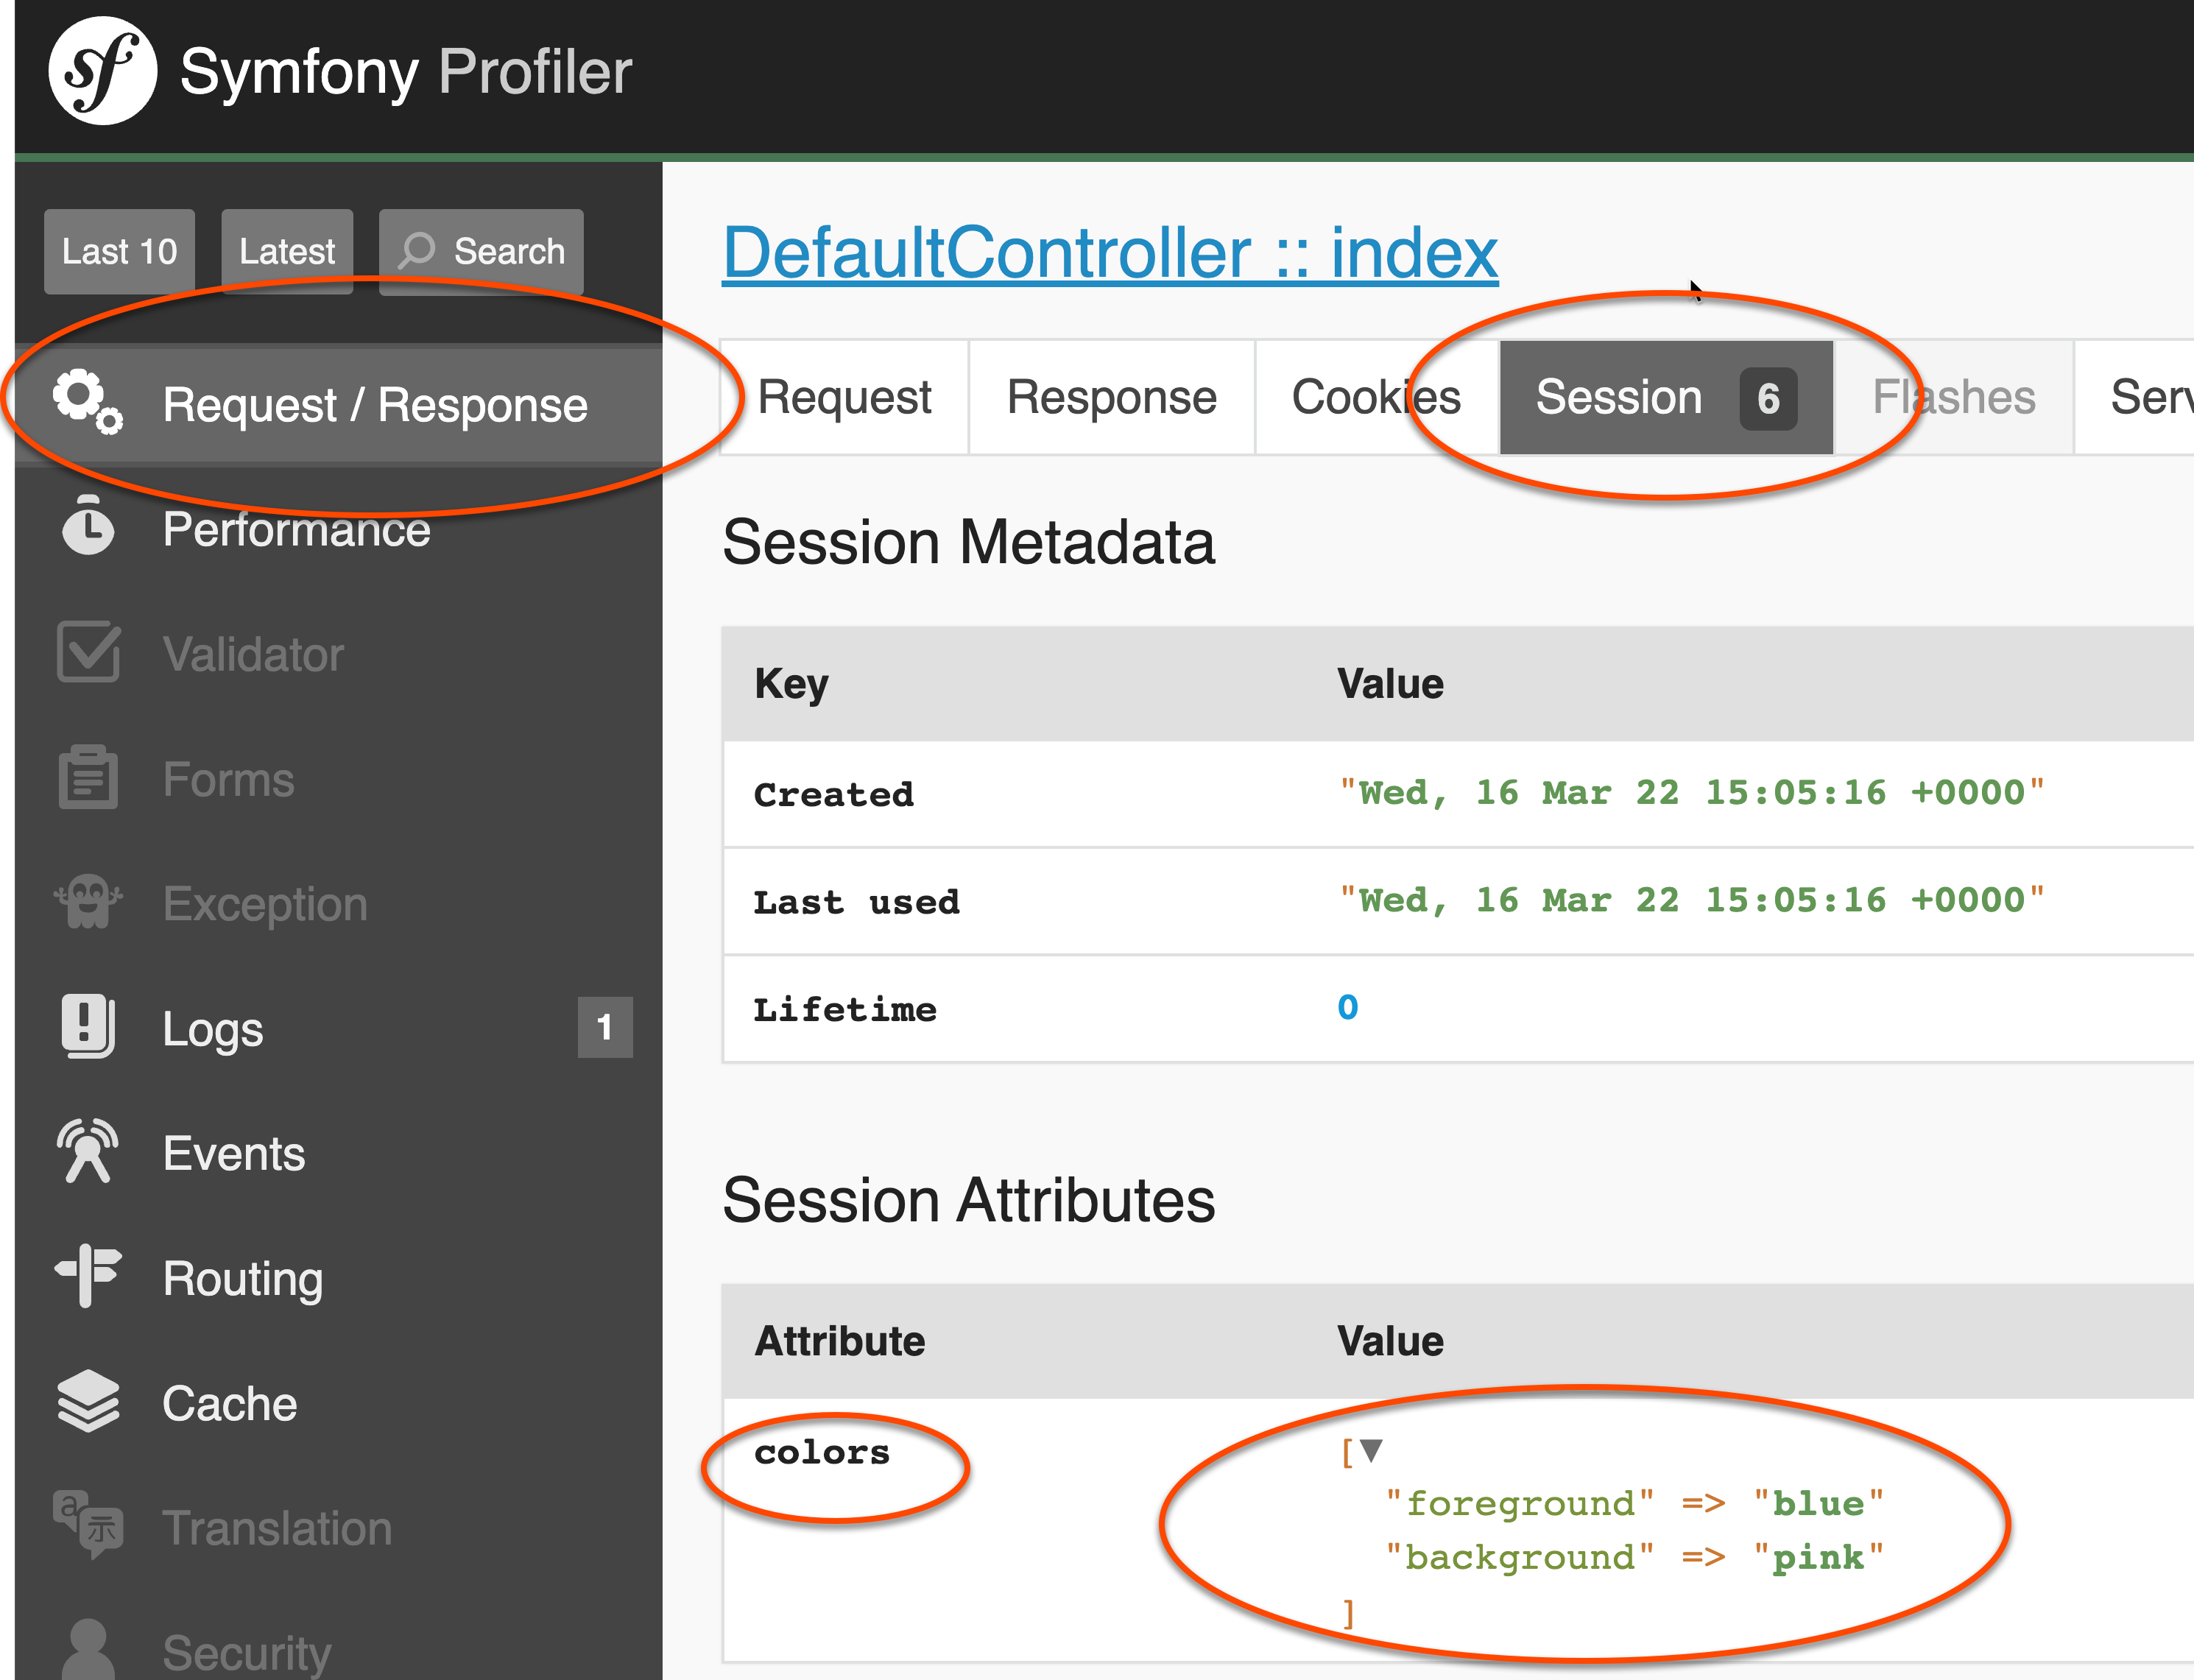 Symfony Profiler
Last 10
Latest
Search
Request / Response
Performance
Validator
Forms
Exception
Logs 1
Events
Routing
Cache
Translation
Security
DefaultController :: index
Request Response Cookies Session 6 Flashes Serv
Session Metadata
Key Value
Created "Wed, 16 Mar 22 15:05:16 +0000"
Last used "Wed, 16 Mar 22 15:05:16 +0000"
Lifetime 0
Session Attributes
Attribute Value
colors [▼
"foreground" => "blue"
"background" => "pink"
]